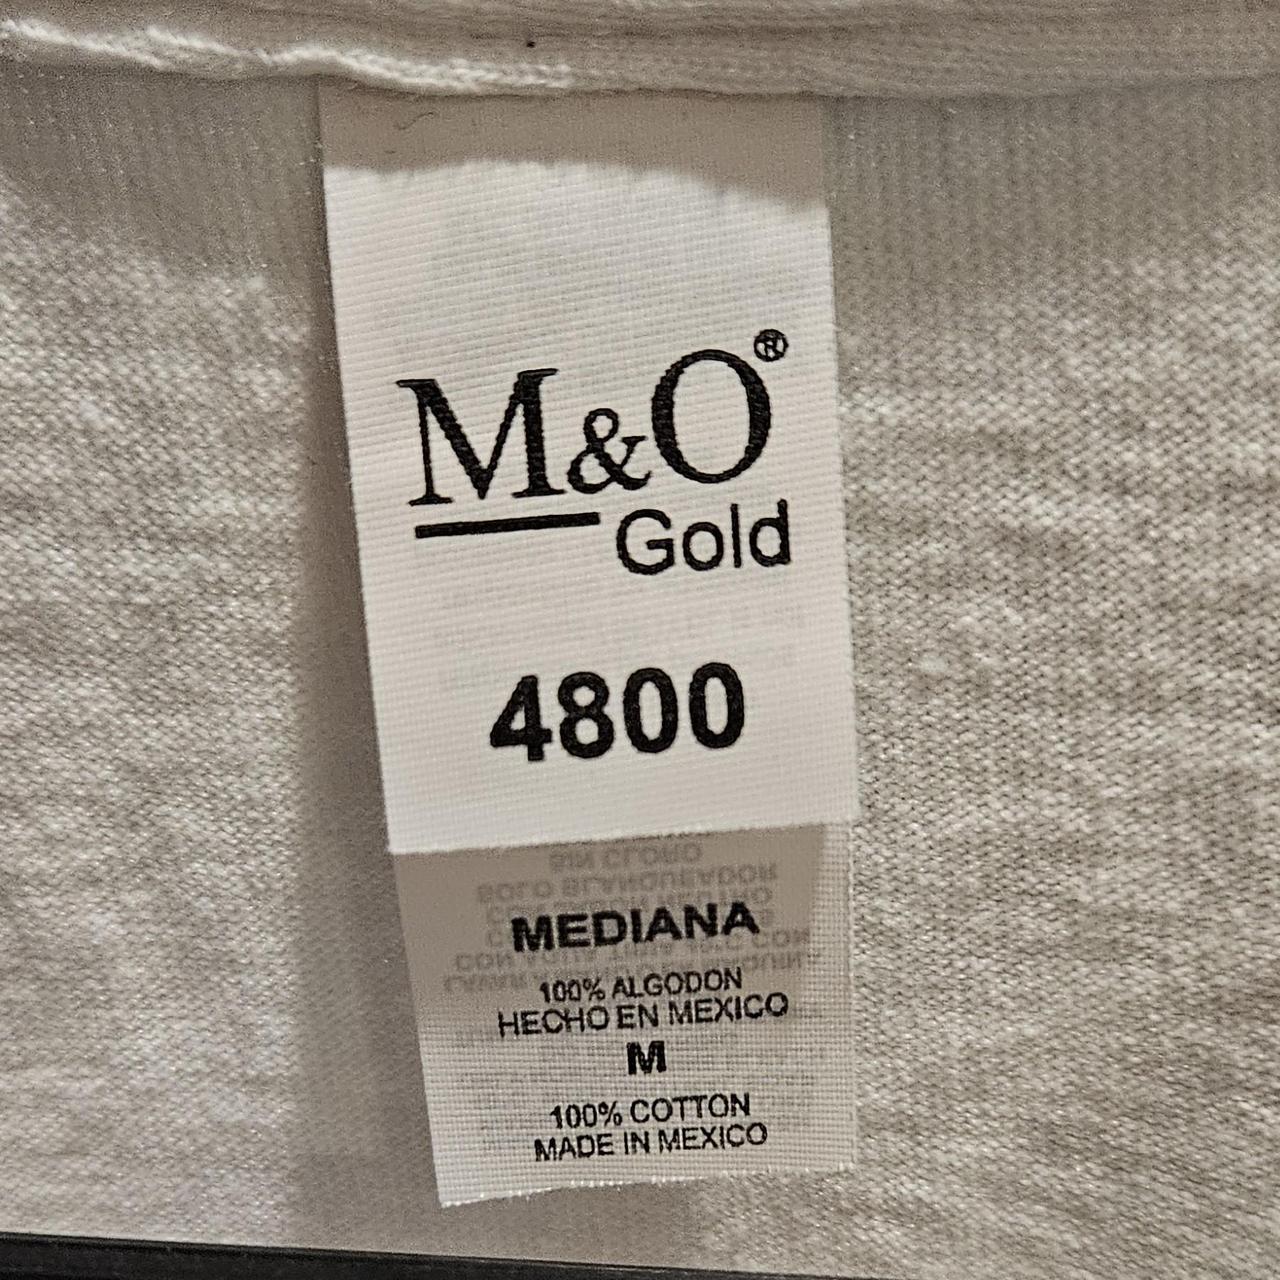 M&O®
Gold
4800
MEDIANA
100% ALGODON
HECHO EN MEXICO
M
100% COTTON
MADE IN MEXICO